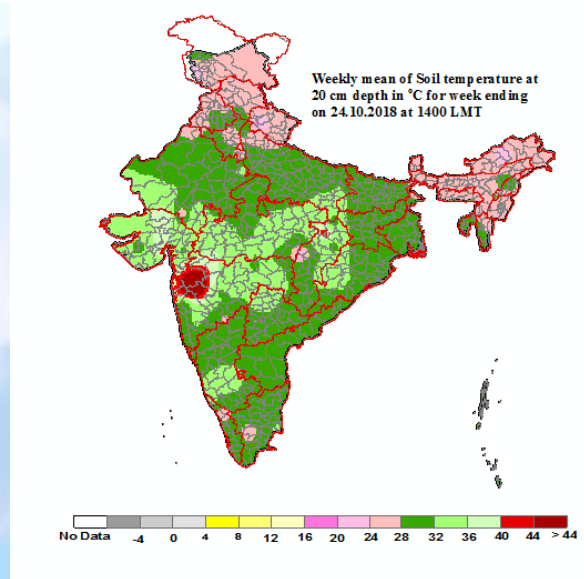 Weekly mean of Soil temperature at
20 cm depth in °C for week ending
on 24.10.2018 at 1400 LMT
No Data -4 0 4 8 12 16 20 24 28 32 36 40 44 > 44